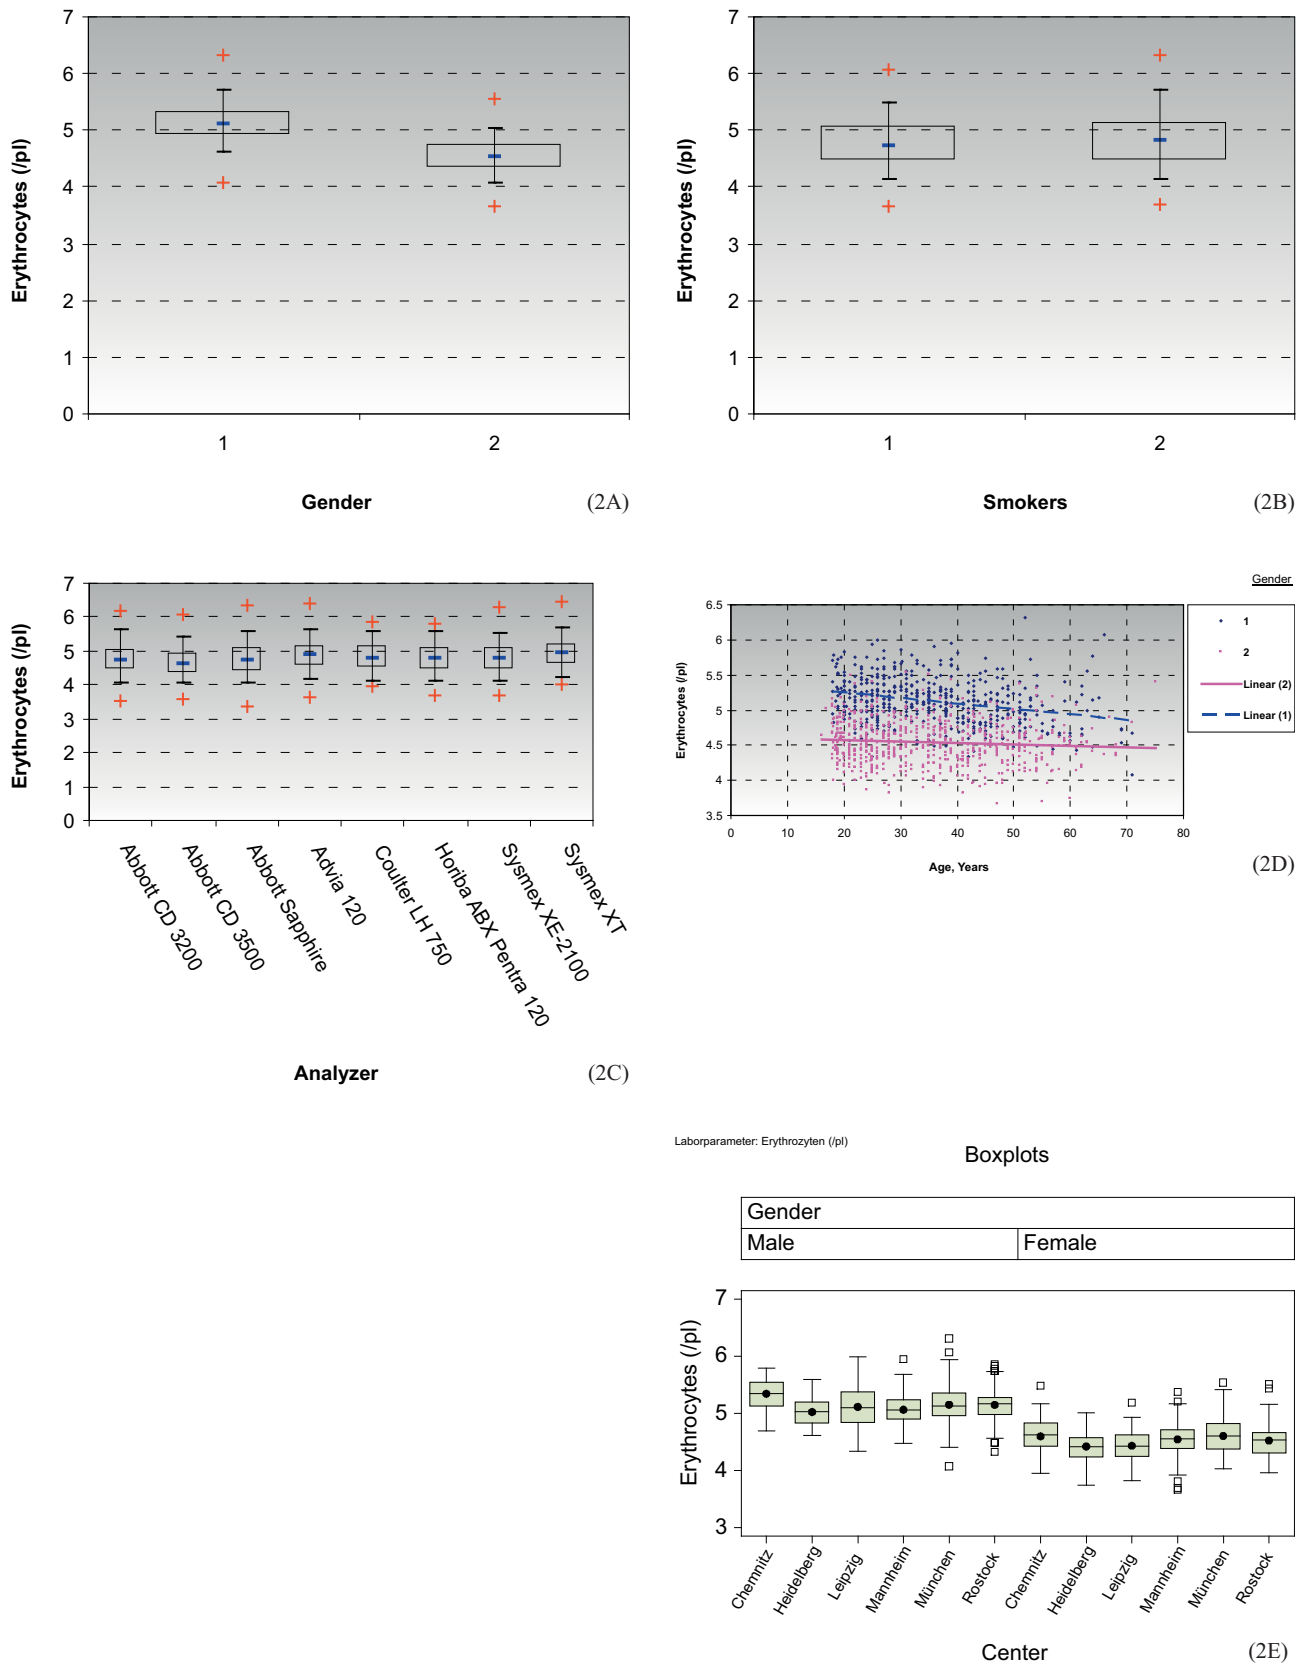 7
6
5
4
3
2
1
0
Erythrocytes (/pl)
1 2
Gender
(2A)
7
6
5
4
3
2
1
0
Erythrocytes (/pl)
1 2
Smokers
(2B)
7
6
5
4
3
2
1
0
Erythrocytes (/pl)
Abbott CD 3200
Abbott CD 3500
Abbott Sapphire
Advia 120
Coulter LH 750
Horiba ABX Pentra 120
Sysmex XE-2100
Sysmex XT
Analyzer
(2C)
Gender
1
2
Linear (2)
Linear (1)
6.5
6
5.5
5
4.5
4
3.5
Erythrocytes (/pl)
0 10 20 30 40 50 60 70 80
Age, Years
(2D)
Laborparameter: Erythrozyten (/pl)
Boxplots
Gender
Male Female
7
6
5
4
3
Erythrocytes (/pl)
Chemnitz
Heidelberg
Leipzig
Mannheim
München
Rostock
Chemnitz
Heidelberg
Leipzig
Mannheim
München
Rostock
Center
(2E)